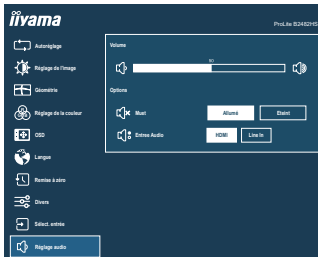 iiyama
ProLite B2482HS
Autoréglage
Réglage de l'image
Géométrie
Réglage de la couleur
OSD
Langue
Remise à zéro
Divers
Sélect. entrée
Réglage audio
Volume
50
Options
Muet
Allumé
Éteint
Entree Audio
HDMI
Line In